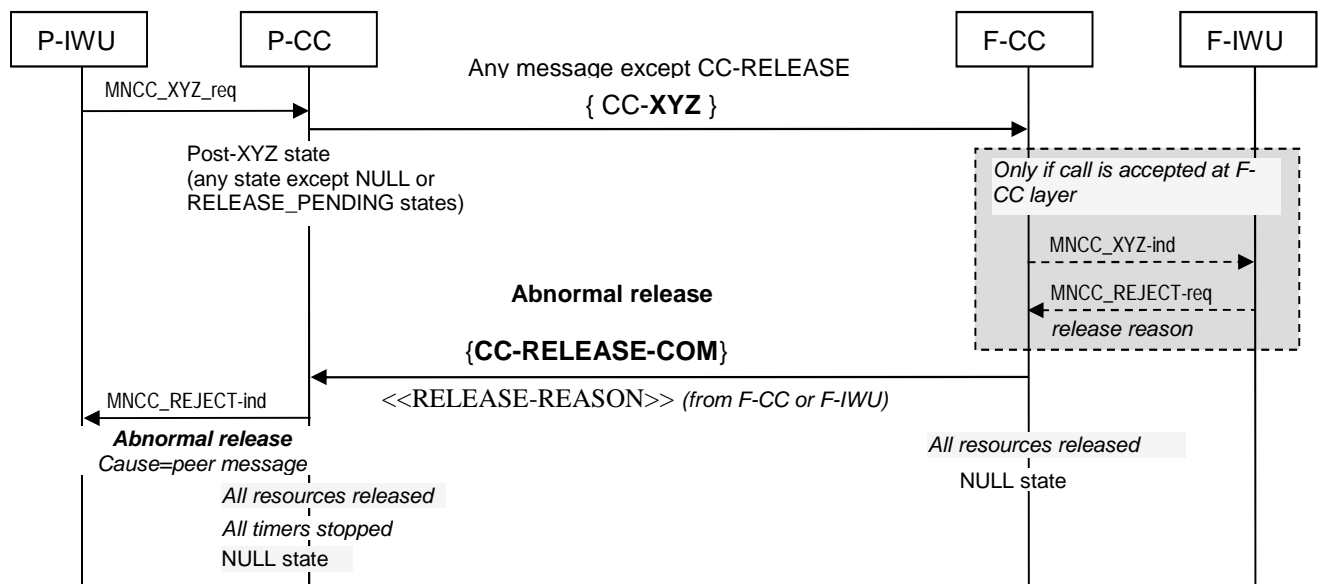 P-IWU
P-CC
F-CC
F-IWU
MNCC_XYZ_req
Any message except CC-RELEASE
{ CC-XYZ }
Post-XYZ state
(any state except NULL or
RELEASE_PENDING states)
Only if call is accepted at F-
CC layer
MNCC_XYZ-ind
MNCC_REJECT-req
release reason
Abnormal release
{CC-RELEASE-COM}
<<RELEASE-REASON>> (from F-CC or F-IWU)
MNCC_REJECT-ind
Abnormal release
Cause=peer message
All resources released
NULL state
All resources released
All timers stopped
NULL state